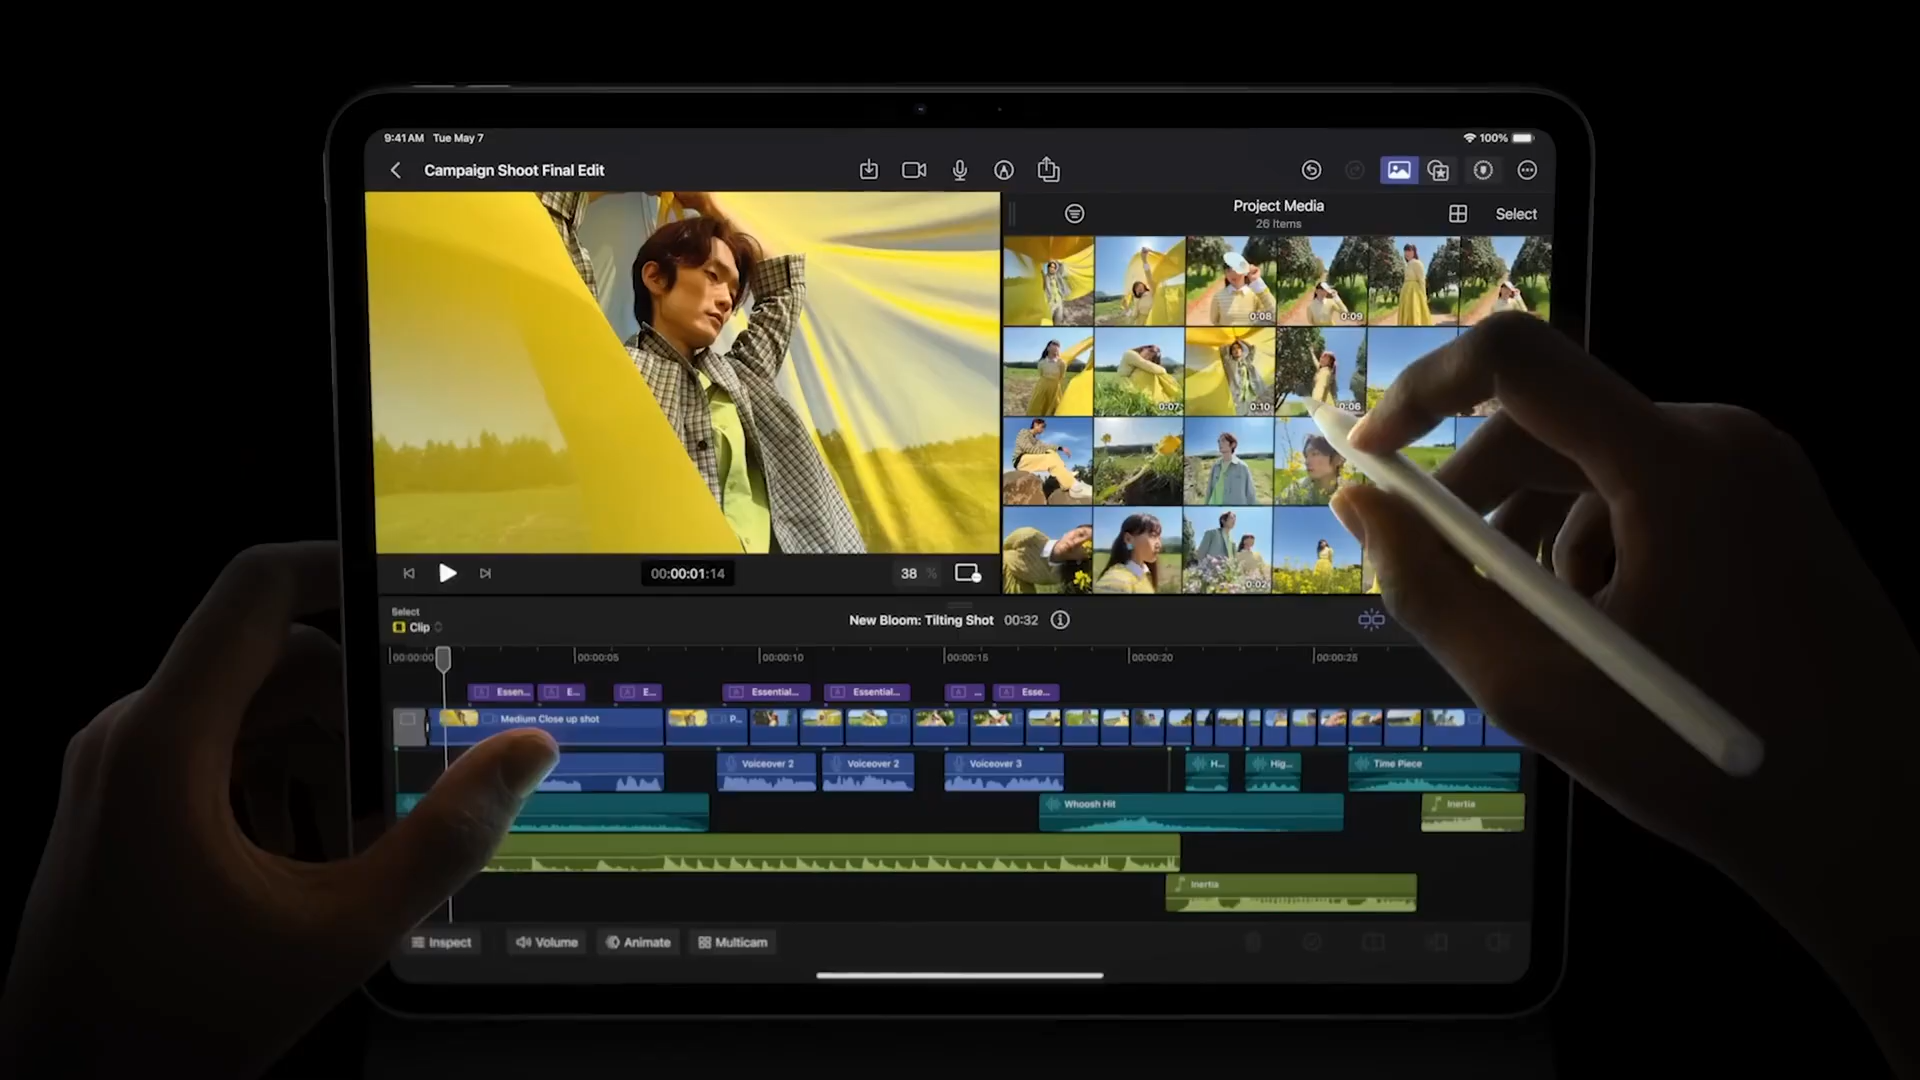 9:41 AM Tue May 7
100%
Campaign Shoot Final Edit
Project Media
26 Items
Select
0:08
0:09
0:07
0:10
0:06
0:02
00:00:01:14
38 %
Select
Clip
New Bloom: Tilting Shot 00:32
00:00:00 00:00:05 00:00:10 00:00:15 00:00:20 00:00:25
Essen... E... E... Essential... Essential... ... Esse...
Medium Close up shot P...
Voiceover 2 Voiceover 2 Voiceover 3 H... Hig... Time Piece
Whoosh Hit Inertia
Inertia
Inspect Volume Animate Multicam